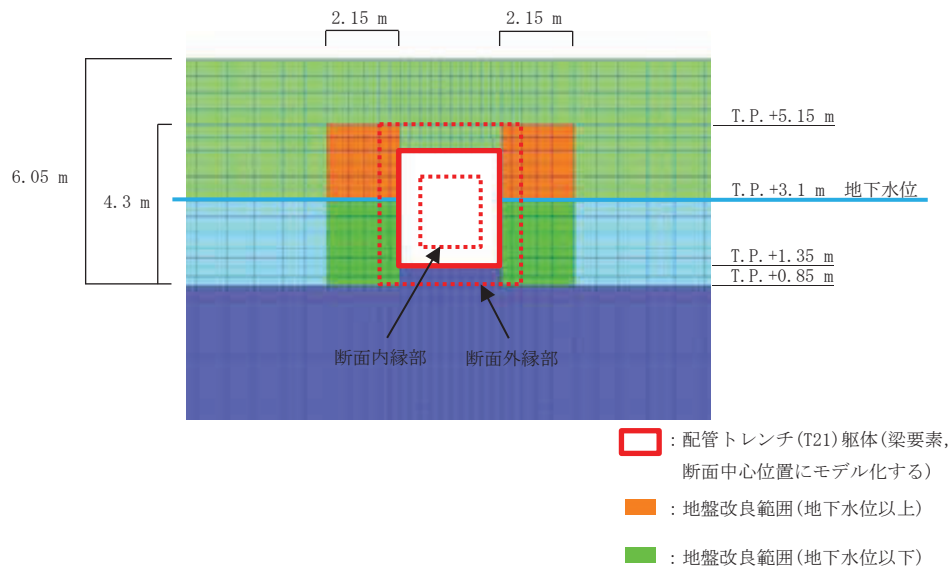 2.15 m
2.15 m
T.P.+5.15 m
6.05 m
4.3 m
T.P.+3.1 m 地下水位
T.P.+1.35 m
T.P.+0.85 m
断面内縁部
断面外縁部
：配管トレンチ(T21)躯体(梁要素,
断面中心位置にモデル化する)
：地盤改良範囲(地下水位以上)
：地盤改良範囲(地下水位以下)